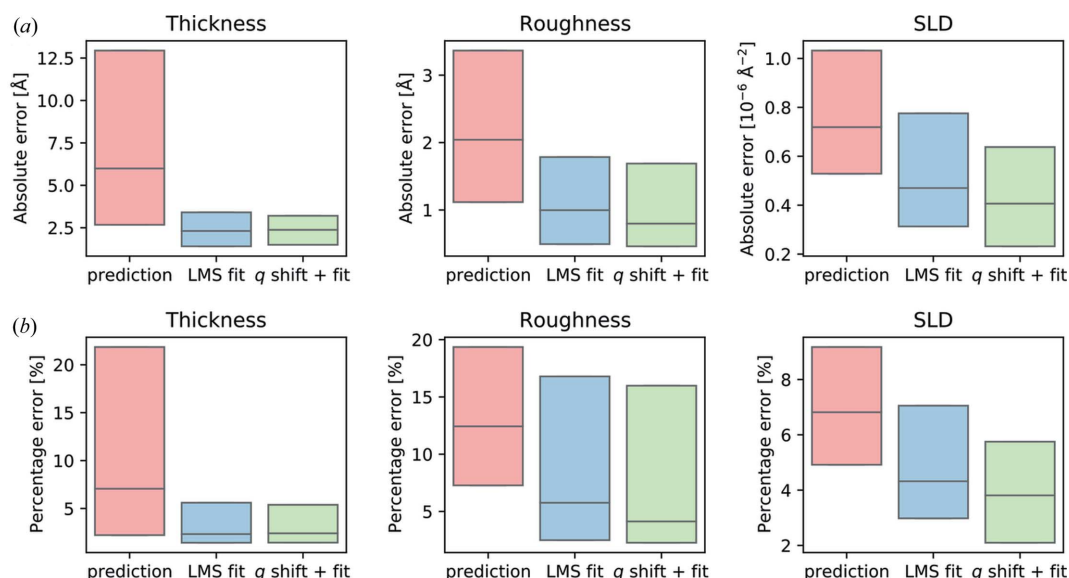 (a)
Thickness
Absolute error [Å]
12.5
10.0
7.5
5.0
2.5
prediction LMS fit q shift + fit
Roughness
Absolute error [Å]
3
2
1
prediction LMS fit q shift + fit
SLD
Absolute error [10⁻⁶ Å⁻²]
1.0
0.8
0.6
0.4
0.2
prediction LMS fit q shift + fit
(b)
Thickness
Percentage error [%]
20
15
10
5
prediction LMS fit q shift + fit
Roughness
Percentage error [%]
20
15
10
5
prediction LMS fit q shift + fit
SLD
Percentage error [%]
8
6
4
2
prediction LMS fit q shift + fit